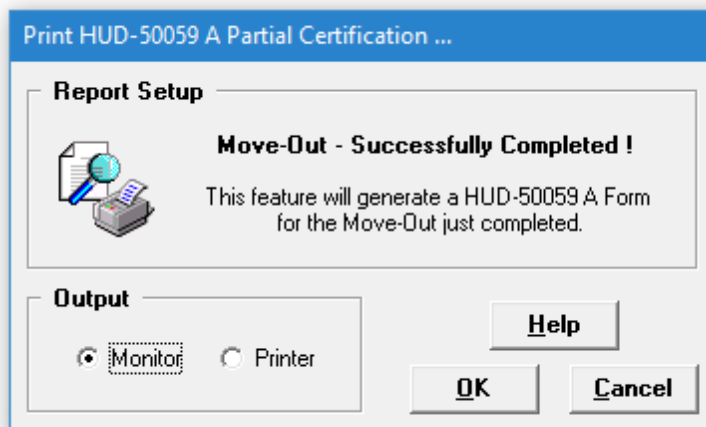 Print HUD-50059 A Partial Certification ...
Report Setup
Move-Out - Successfully Completed !
This feature will generate a HUD-50059 A Form
for the Move-Out just completed.
Output
Monitor
Printer
Help
OK
Cancel